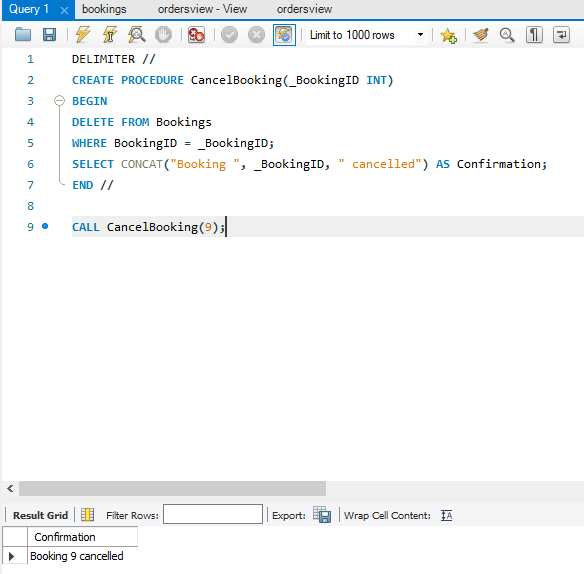 Query 1 × bookings ordersview - View ordersview
Limit to 1000 rows
1 DELIMITER //
2 CREATE PROCEDURE CancelBooking(_BookingID INT)
3 BEGIN
4 DELETE FROM Bookings
5 WHERE BookingID = _BookingID;
6 SELECT CONCAT("Booking ", _BookingID, " cancelled") AS Confirmation;
7 END //
8
9 CALL CancelBooking(9);
Result Grid Filter Rows: Export: Wrap Cell Content:
Confirmation
Booking 9 cancelled